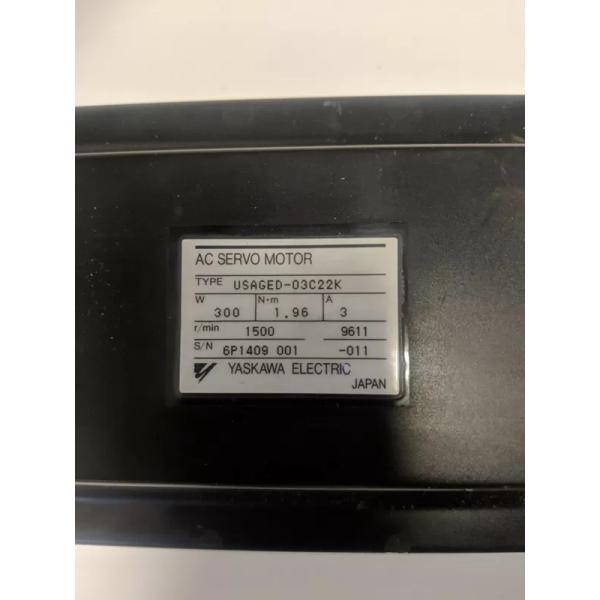 AC SERVO MOTOR
TYPE USAGED-03C22K
W 300 N·m 1.96 A 3
r/min 1500 9611
S/N 6P1409 001 -011
YASKAWA ELECTRIC
JAPAN